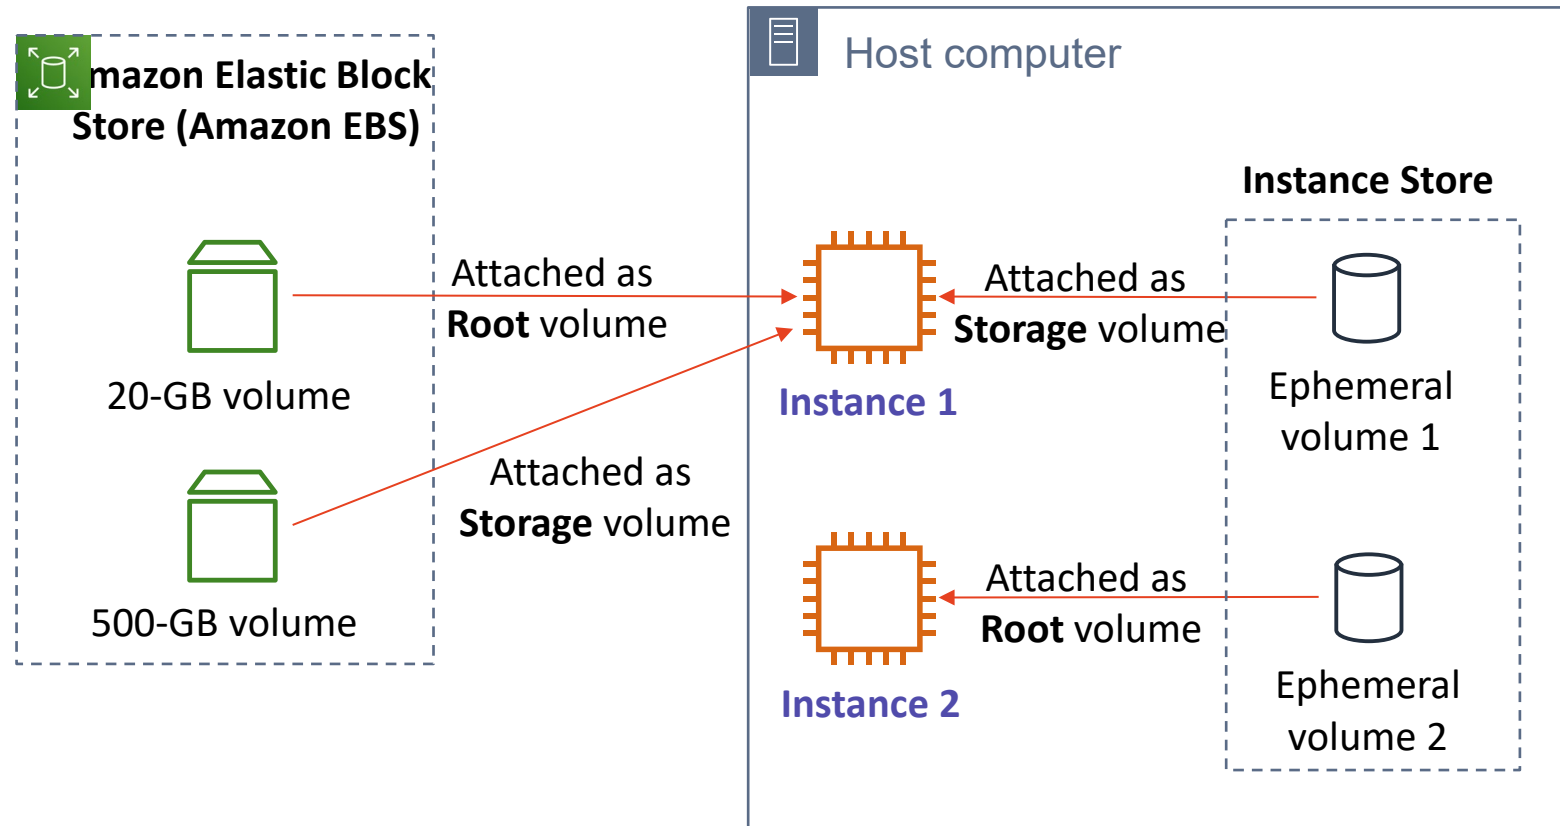 mazon Elastic Block
Store (Amazon EBS)
Host computer
Instance Store
Attached as
Root volume
Attached as
Storage volume
20-GB volume
Instance 1
Ephemeral
volume 1
Attached as
Storage volume
500-GB volume
Attached as
Root volume
Instance 2
Ephemeral
volume 2